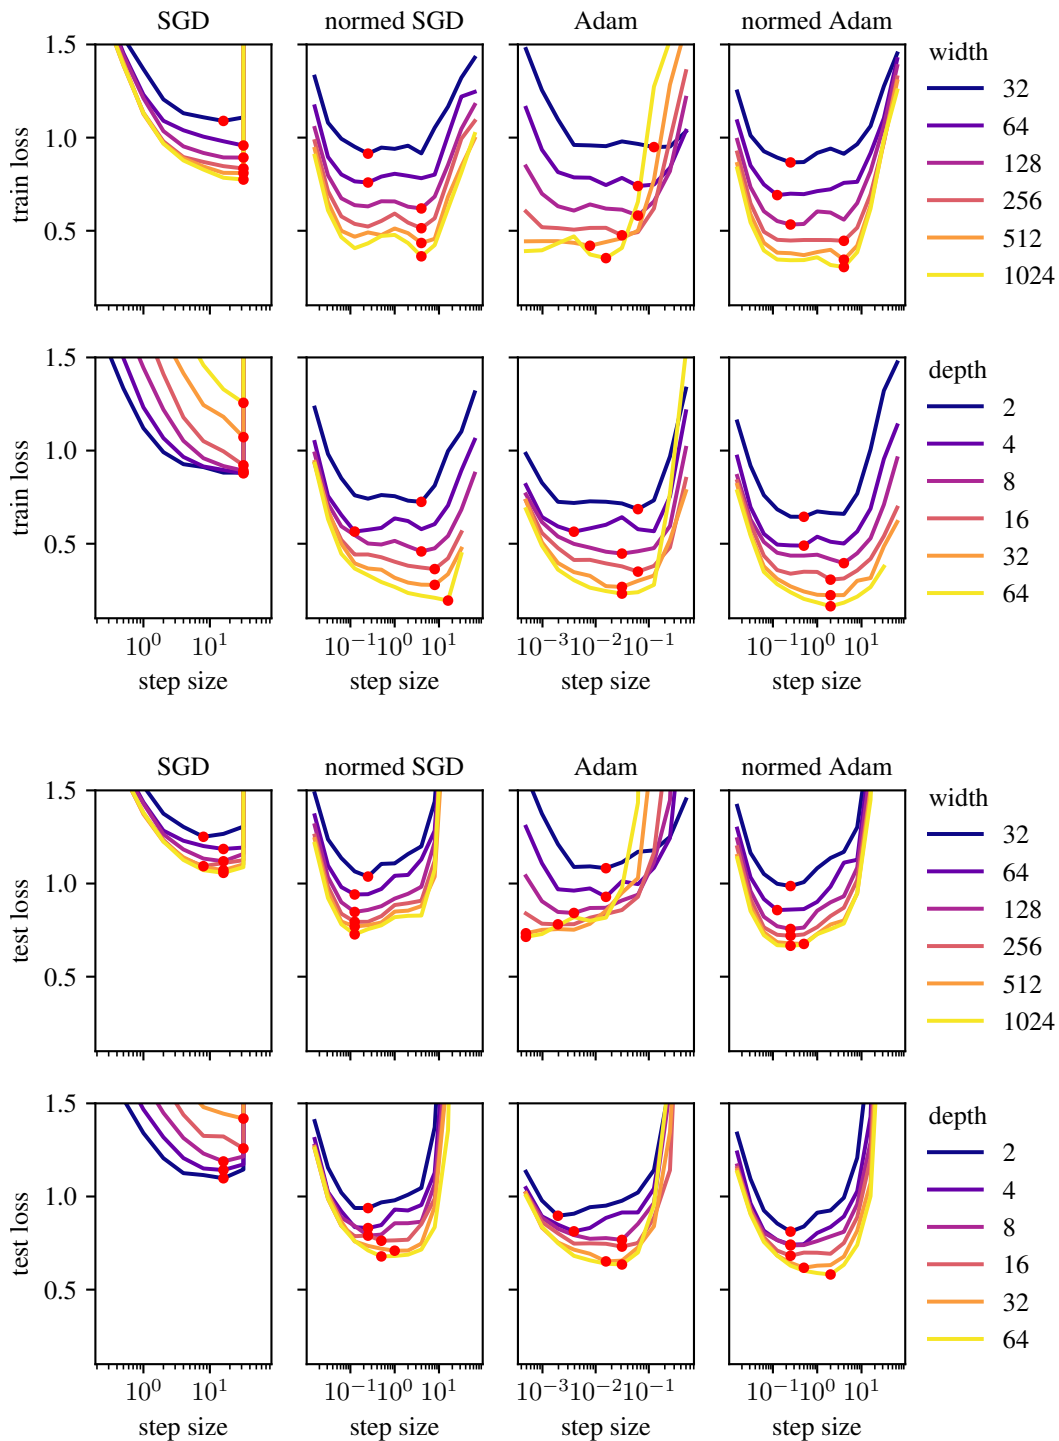 SGD normed SGD Adam normed Adam
train loss
1.5
1.0
0.5
width
32
64
128
256
512
1024
train loss
1.5
1.0
0.5
depth
2
4
8
16
32
64
10^0 10^1 10^−1 10^0 10^1 10^−3 10^−2 10^−1 10^−1 10^0 10^1
step size step size step size step size
SGD normed SGD Adam normed Adam
test loss
1.5
1.0
0.5
width
32
64
128
256
512
1024
test loss
1.5
1.0
0.5
depth
2
4
8
16
32
64
10^0 10^1 10^−1 10^0 10^1 10^−3 10^−2 10^−1 10^−1 10^0 10^1
step size step size step size step size